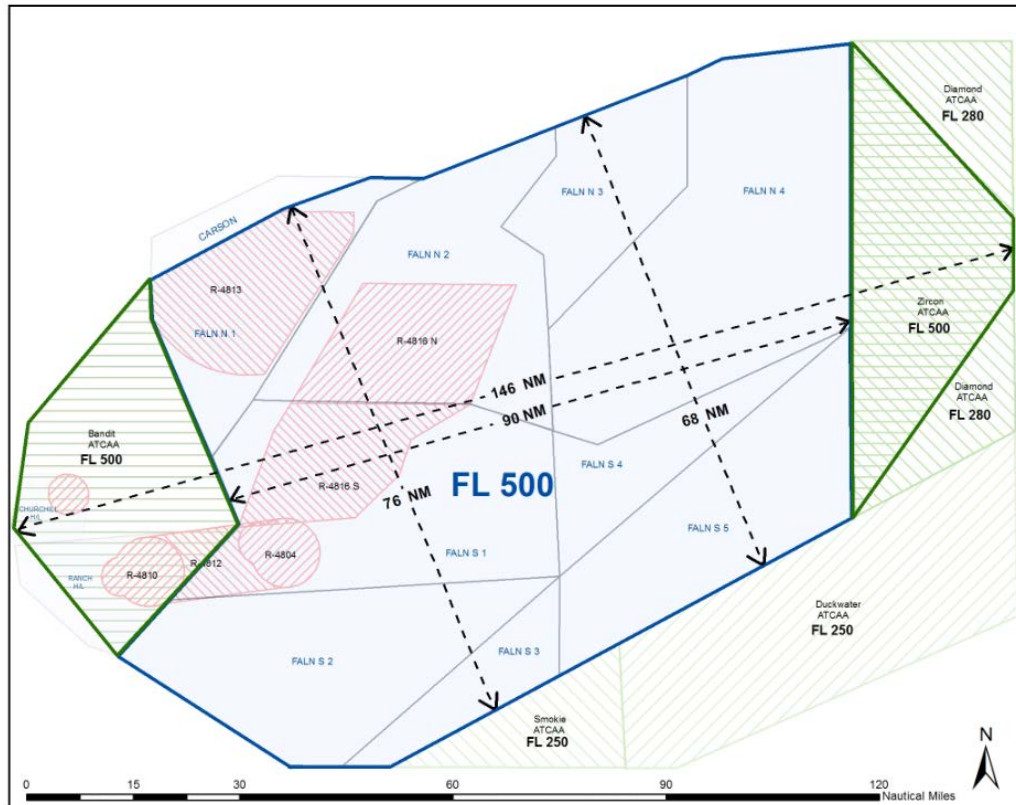 Diamond
ATCAA
FL 280
FALN N 3
FALN N 4
CARSON
FALN N 2
R-4813
FALN N 1
Zircon
ATCAA
FL 500
R-4816 N
146 NM
90 NM
68 NM
Diamond
ATCAA
FL 280
Bandit
ATCAA
FL 500
FALN S 4
R-4816 S
FL 500
76 NM
CHURCHILL
H/L
FALN S 5
FALN S 1
R-4804
R-4812
R-4810
RANCH
H/L
Duckwater
ATCAA
FL 250
FALN S 3
FALN S 2
Smokie
ATCAA
FL 250
N
0 15 30 60 90 120
Nautical Miles